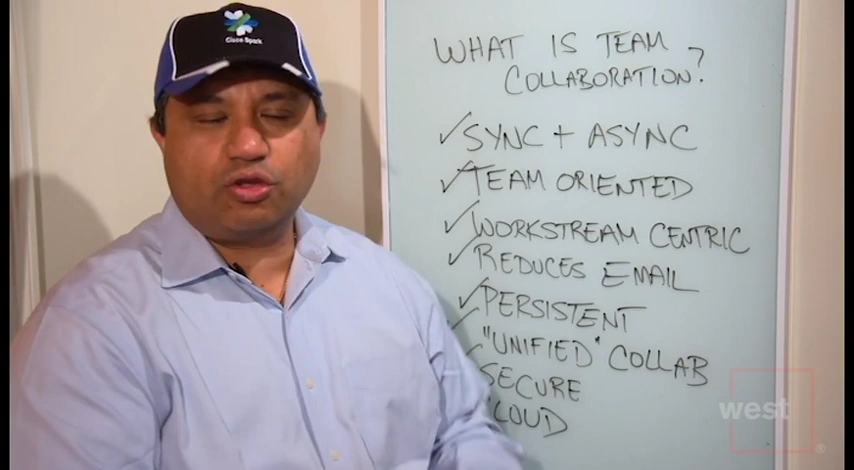 Cisco Spark
WHAT IS TEAM
COLLABORATION?
✓SYNC + ASYNC
✓TEAM ORIENTED
✓WORKSTREAM CENTRIC
✓REDUCES EMAIL
✓PERSISTENT
✓"UNIFIED" COLLAB
✓SECURE
LOUD
west
®